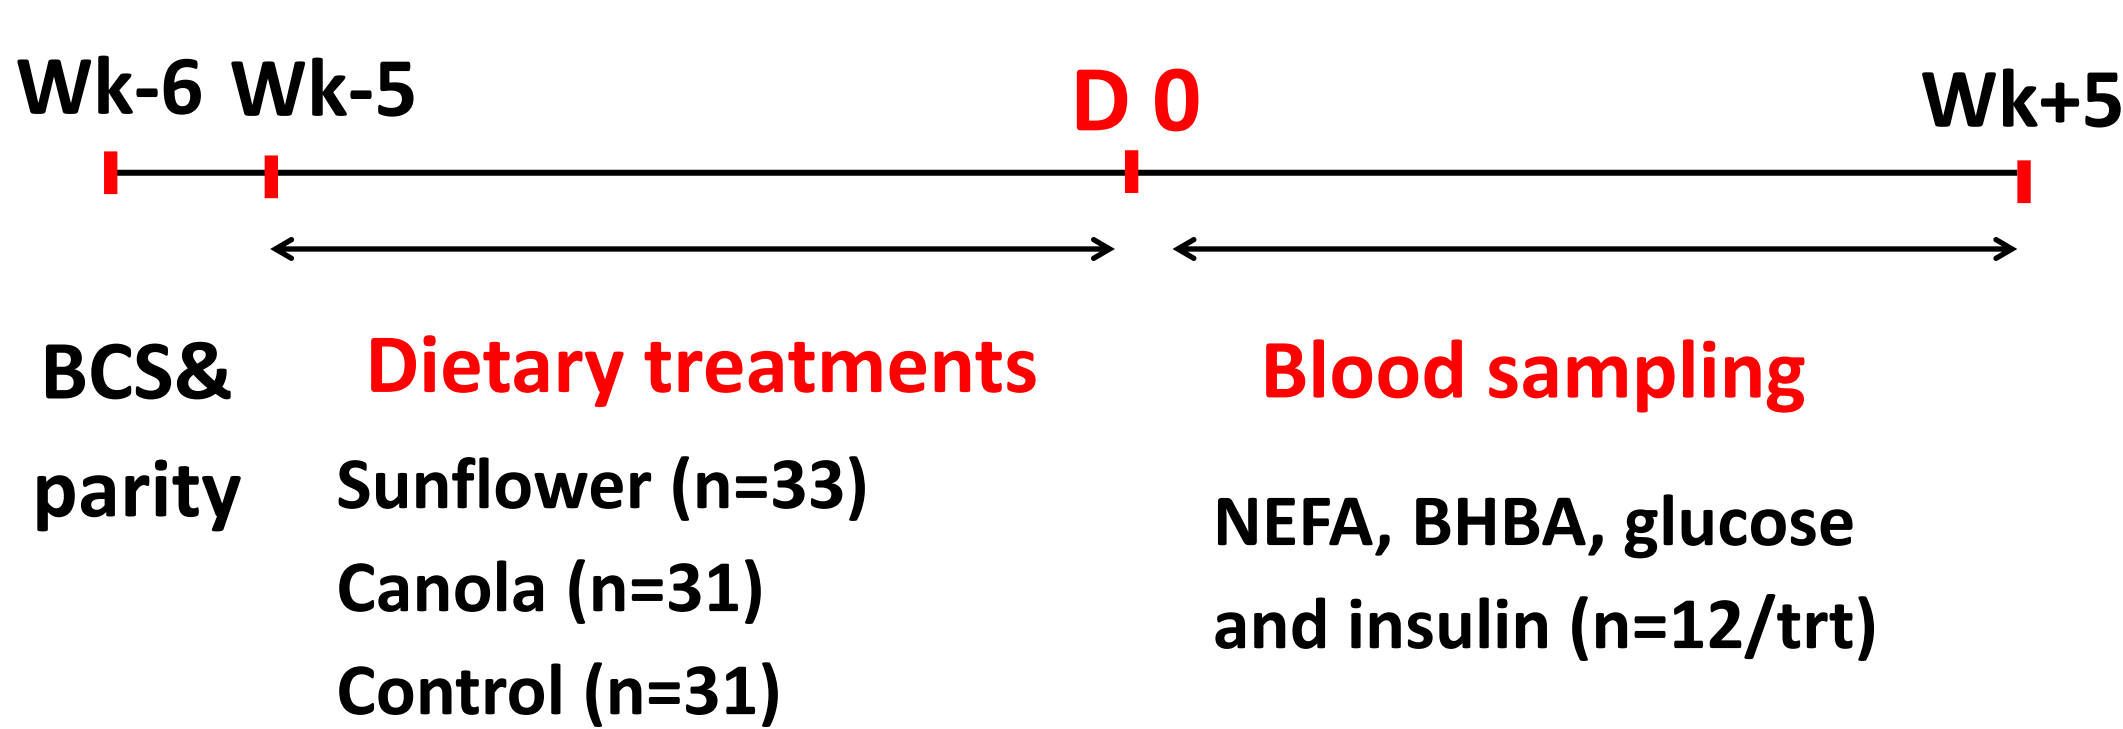 Wk-6 Wk-5 D 0 Wk+5
BCS&
parity
Dietary treatments
Sunflower (n=33)
Canola (n=31)
Control (n=31)
Blood sampling
NEFA, BHBA, glucose
and insulin (n=12/trt)